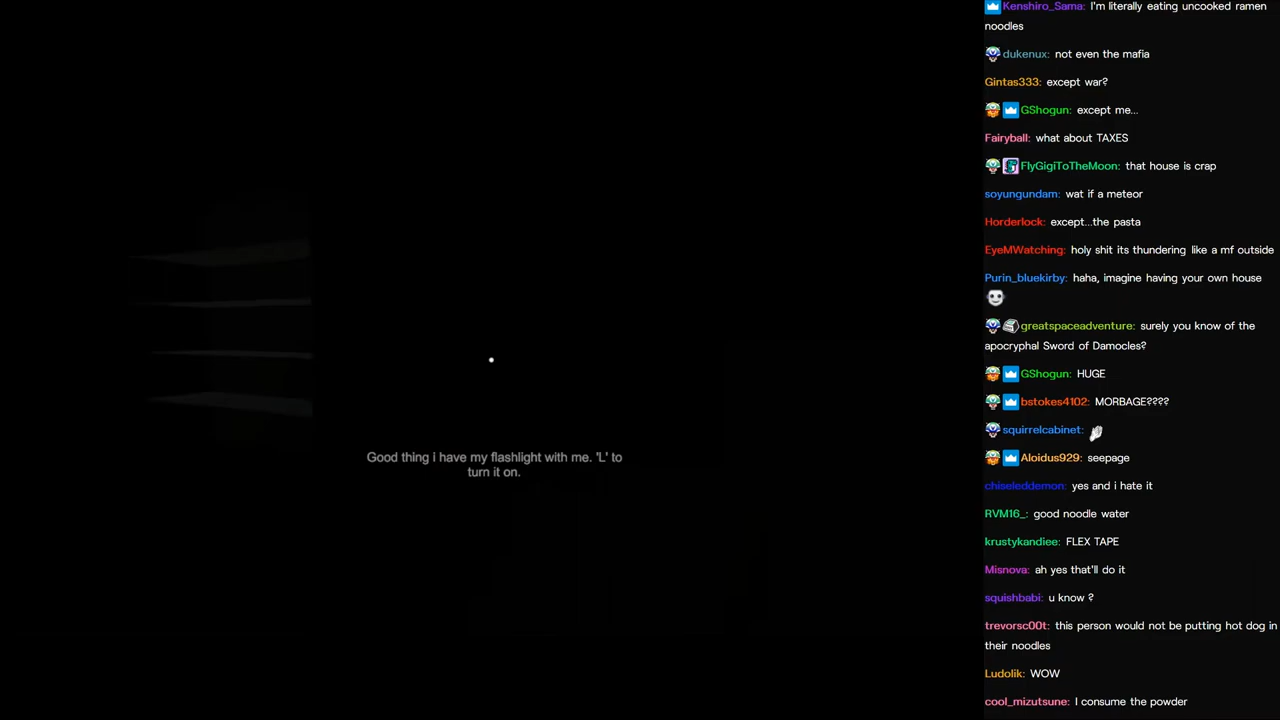 Kenshiro_Sama: I'm literally eating uncooked ramen
noodles
dukenux: not even the mafia
Gintas333: except war?
GShogun: except me...
Fairyball: what about TAXES
FlyGigiToTheMoon: that house is crap
soyungundam: wat if a meteor
Horderlock: except...the pasta
EyeMWatching: holy shit its thundering like a mf outside
Purin_bluekirby: haha, imagine having your own house
greatspaceadventure: surely you know of the
apocryphal Sword of Damocles?
GShogun: HUGE
bstokes4102: MORBAGE????
squirrelcabinet:
Good thing i have my flashlight with me. 'L' to
turn it on.
Aloidus929: seepage
chiseleddemon: yes and i hate it
RVM16_: good noodle water
krustykandiee: FLEX TAPE
Misnova: ah yes that'll do it
squishbabi: u know ?
trevorsc00t: this person would not be putting hot dog in
their noodles
Ludolik: WOW
cool_mizutsune: I consume the powder